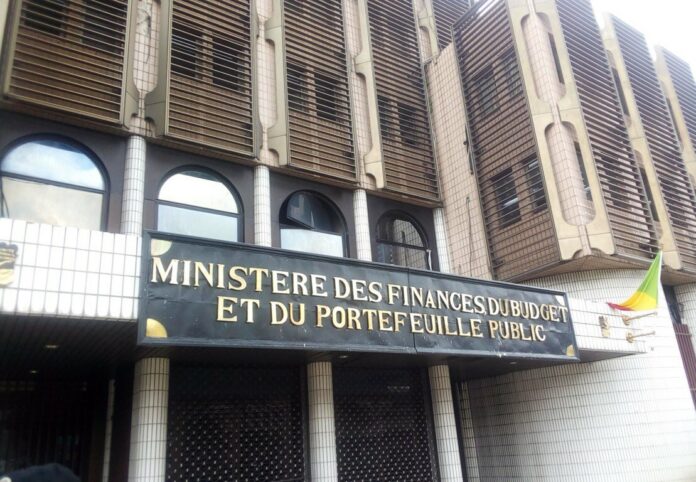 MINISTERE DES FINANCES, DU BUDGET
ET DU PORTEFEUILLE PUBLIC